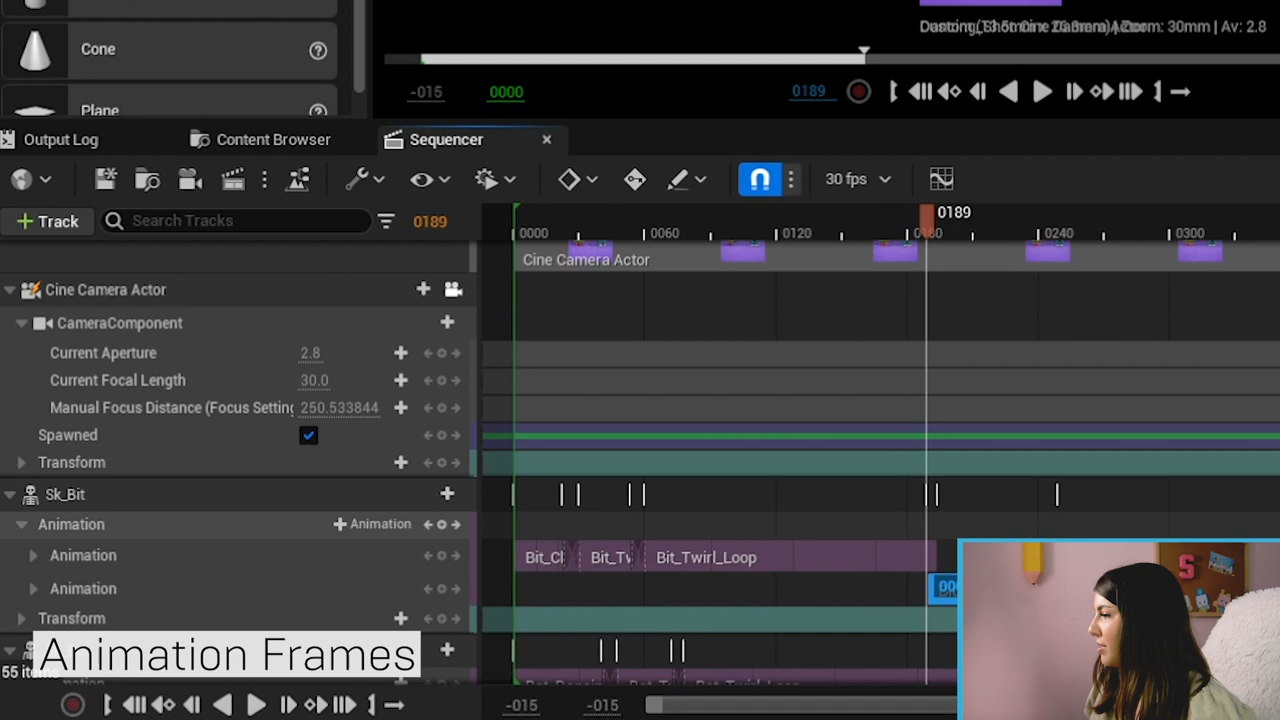 Cone
Zoom: 30mm | Av: 2.8
Plane
-015 0000 0189
Output Log Content Browser Sequencer
30 fps
Track Search Tracks 0189
0189
0000 0060 0120 0180 0240 0300
Cine Camera Actor
Cine Camera Actor
CameraComponent
Current Aperture 2.8
Current Focal Length 30.0
Manual Focus Distance (Focus Setting 250.533844
Spawned
Transform
Sk_Bit
Animation Animation
Animation Bit_Cl Bit_Tw Bit_Twirl_Loop
Animation
Transform
Animation Frames
55 items
-015 -015
S